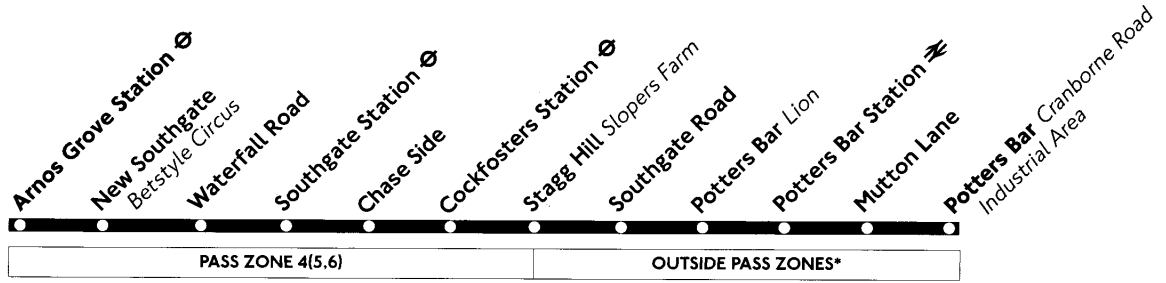 Arnos Grove Station
New Southgate
Betstyle Circus
Waterfall Road
Southgate Station
Chase Side
Cockfosters Station
Stagg Hill Slopers Farm
Southgate Road
Potters Bar Lion
Potters Bar Station
Mutton Lane
Potters Bar Cranborne Road
Industrial Area
PASS ZONE 4(5,6)
OUTSIDE PASS ZONES*